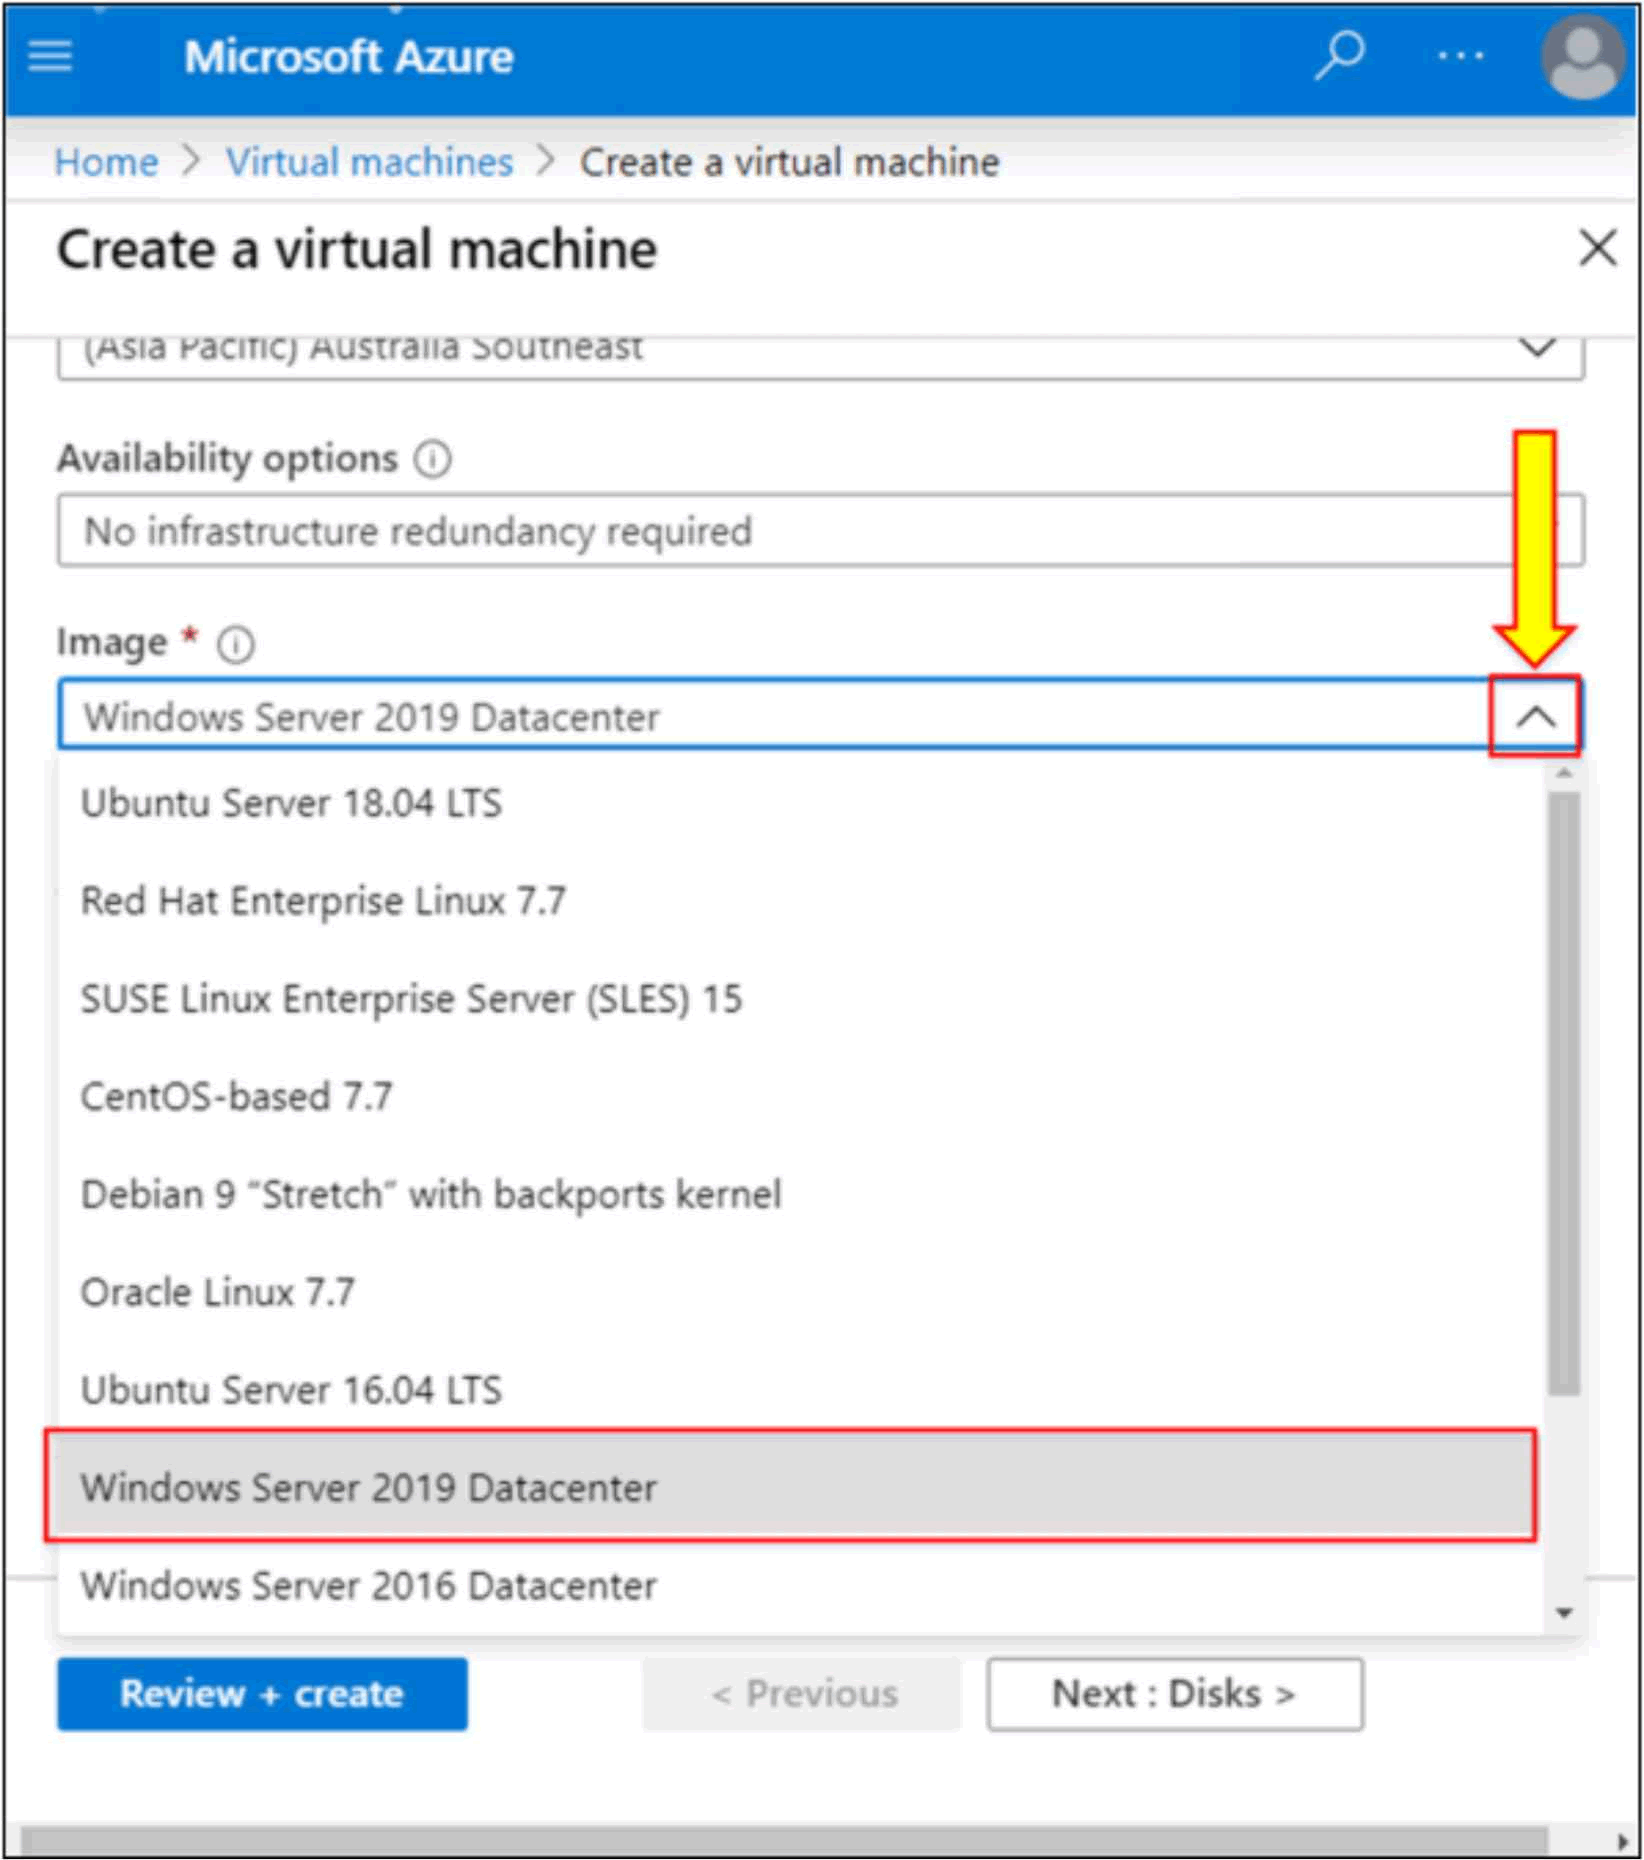 Microsoft Azure
Home > Virtual machines > Create a virtual machine
Create a virtual machine
(Asia Pacific) Australia Southeast
Availability options
No infrastructure redundancy required
Image *
Windows Server 2019 Datacenter
Ubuntu Server 18.04 LTS
Red Hat Enterprise Linux 7.7
SUSE Linux Enterprise Server (SLES) 15
CentOS-based 7.7
Debian 9 "Stretch" with backports kernel
Oracle Linux 7.7
Ubuntu Server 16.04 LTS
Windows Server 2019 Datacenter
Windows Server 2016 Datacenter
Review + create
< Previous
Next : Disks >